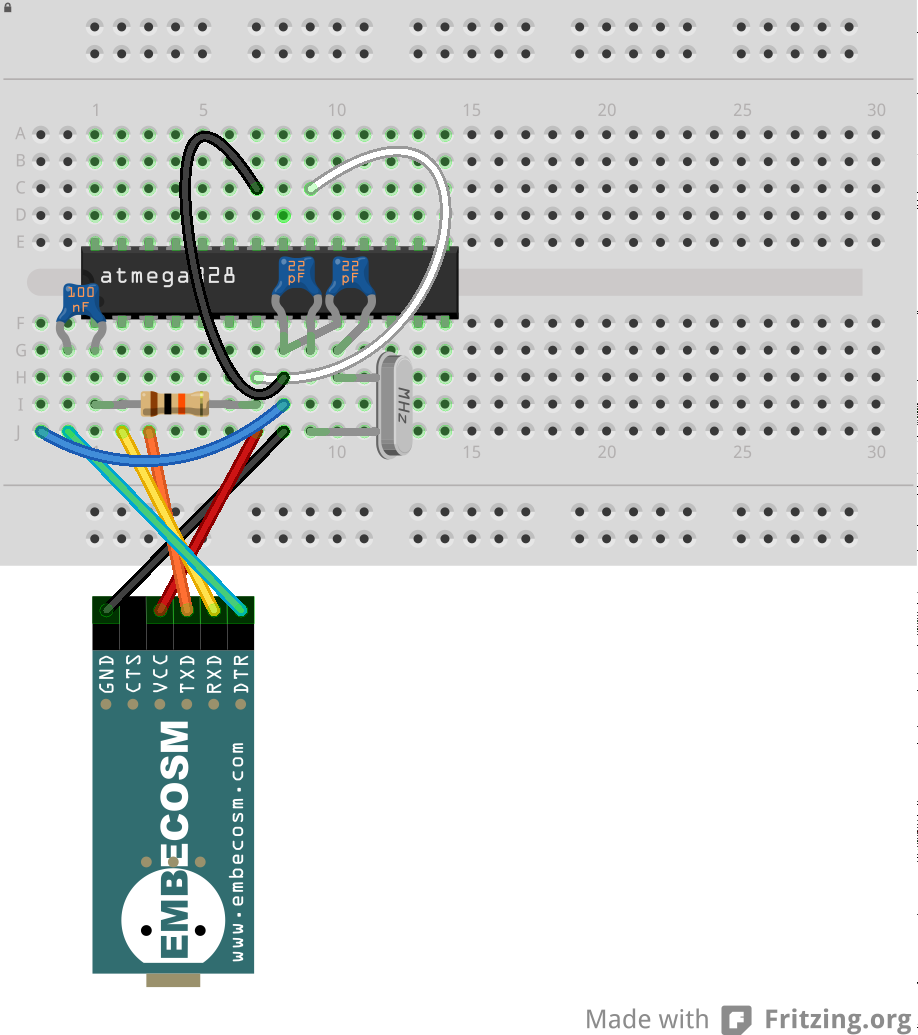 1 5 10 15 20 25 30
A
B
C
D
E
atmega328
22 pF
22 pF
100 nF
F
G
H
I
J
MHz
10 15 20 25 30
GND
CTS
VCC
TXD
RXD
DTR
EMBECOSM
www.embecosm.com
Made with Fritzing.org